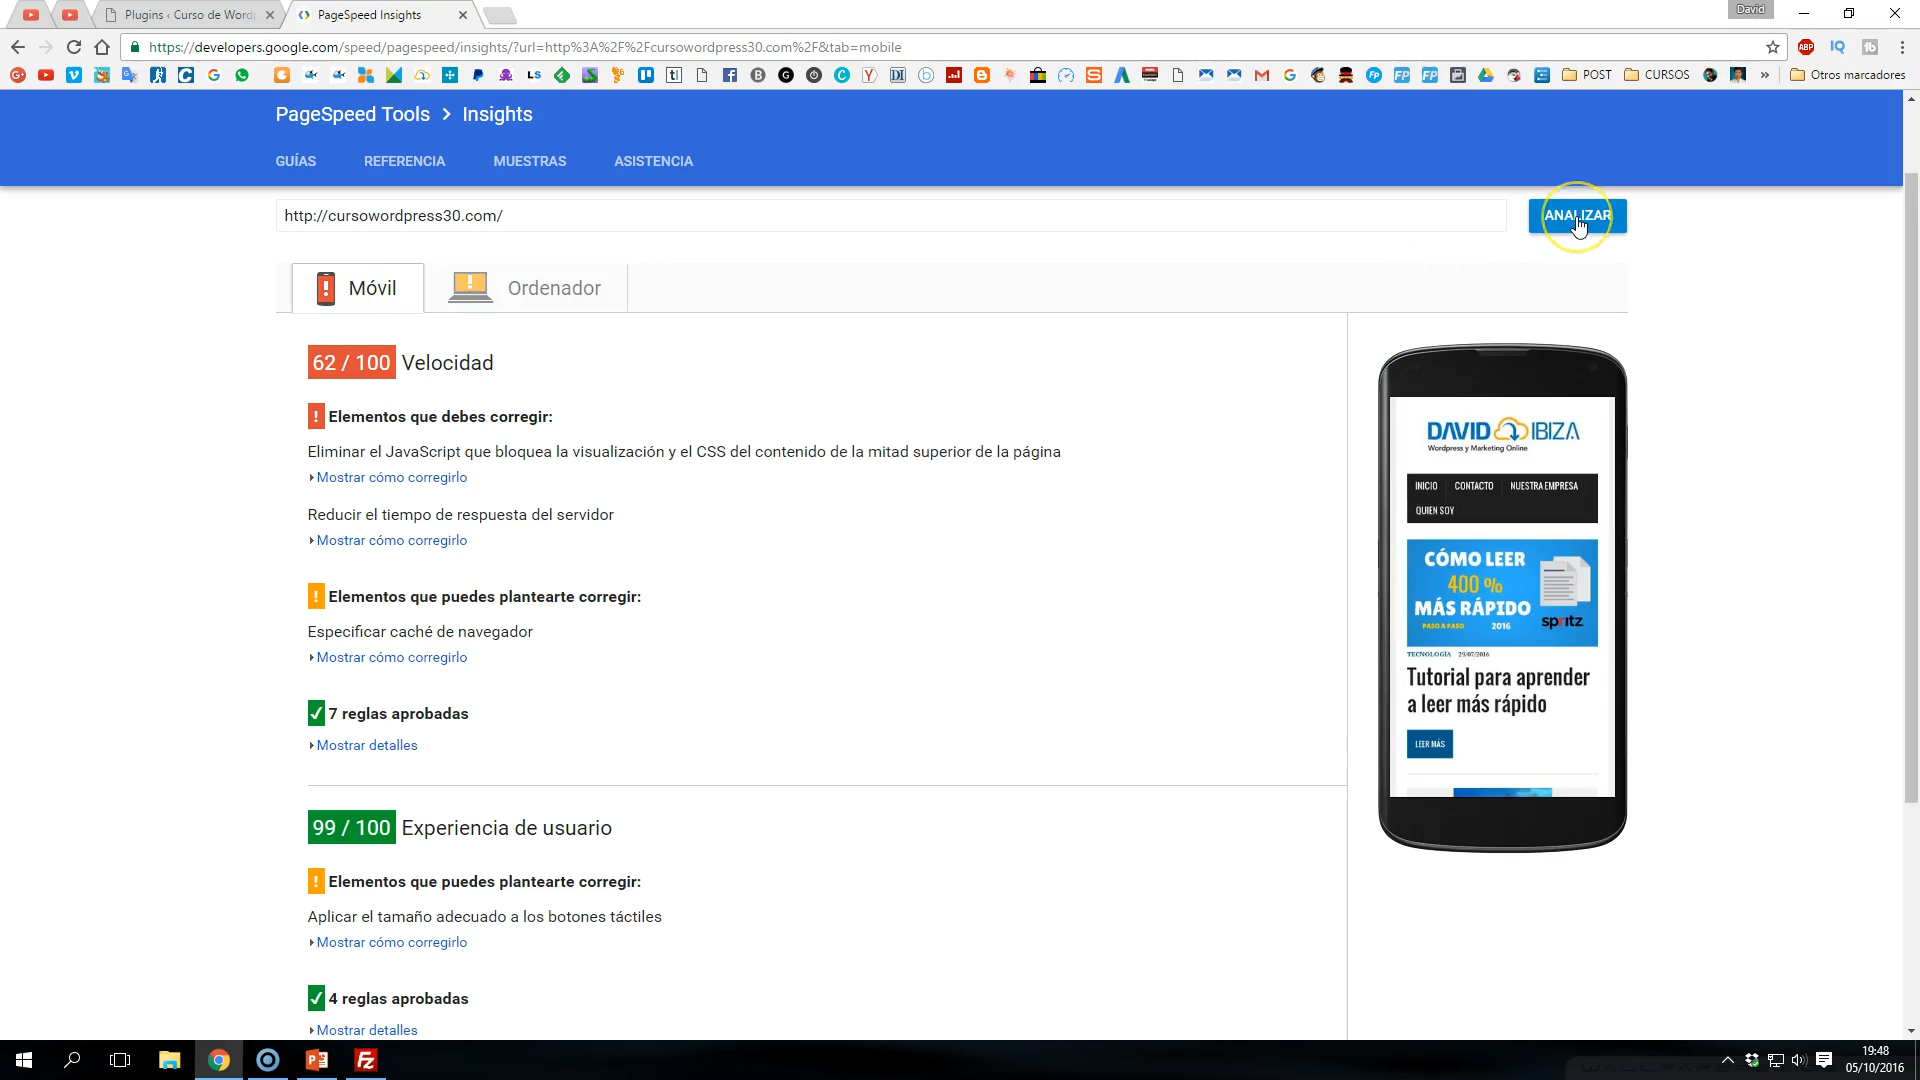 Plugins ‹ Curso de Wordp
PageSpeed Insights
David
https://developers.google.com/speed/pagespeed/insights/?url=http%3A%2F%2Fcursowordpress30.com%2F&tab=mobile
POST
CURSOS
Otros marcadores
PageSpeed Tools > Insights
GUÍAS
REFERENCIA
MUESTRAS
ASISTENCIA
http://cursowordpress30.com/
ANALIZAR
Móvil
Ordenador
62 / 100 Velocidad
! Elementos que debes corregir:
Eliminar el JavaScript que bloquea la visualización y el CSS del contenido de la mitad superior de la página
Mostrar cómo corregirlo
Reducir el tiempo de respuesta del servidor
Mostrar cómo corregirlo
! Elementos que puedes plantearte corregir:
Especificar caché de navegador
Mostrar cómo corregirlo
7 reglas aprobadas
Mostrar detalles
99 / 100 Experiencia de usuario
! Elementos que puedes plantearte corregir:
Aplicar el tamaño adecuado a los botones táctiles
Mostrar cómo corregirlo
4 reglas aprobadas
Mostrar detalles
DAVID IBIZA
Wordpress y Marketing Online
INICIO CONTACTO NUESTRA EMPRESA
QUIEN SOY
CÓMO LEER
400 %
MÁS RÁPIDO
PASO A PASO 2016 spritz
TECNOLOGÍA 29/07/2016
Tutorial para aprender
a leer más rápido
LEER MÁS
19:48
05/10/2016